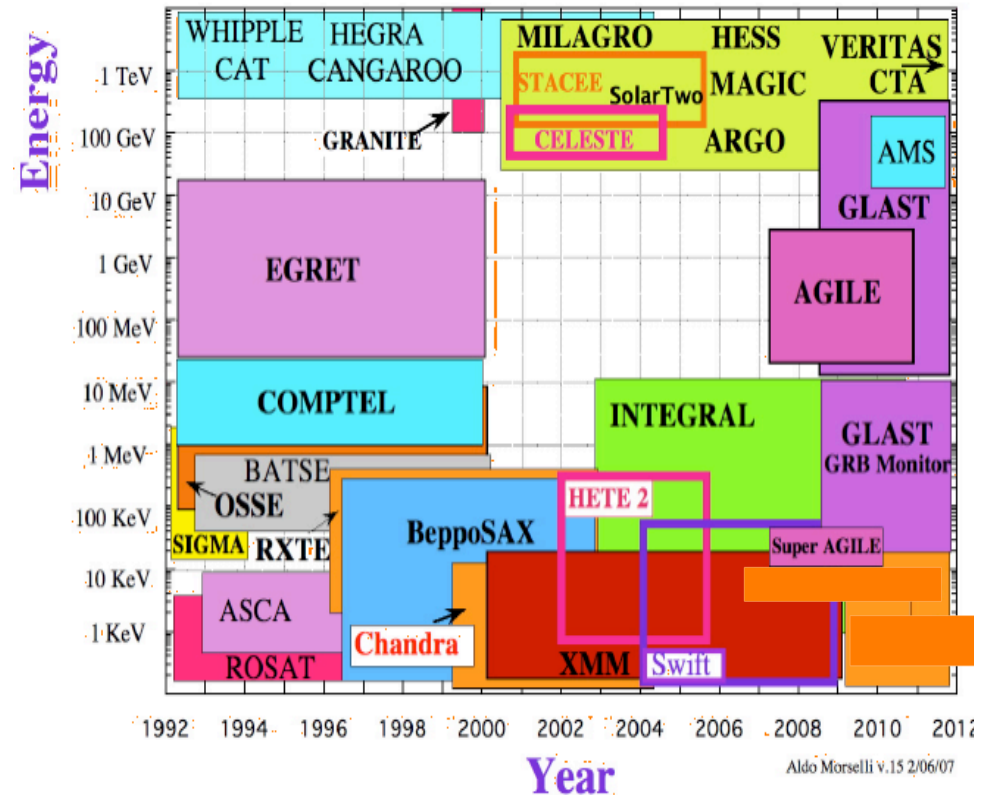 Energy
1 TeV
100 GeV
10 GeV
1 GeV
100 MeV
10 MeV
1 MeV
100 KeV
10 KeV
1 KeV
WHIPPLE HEGRA
CAT CANGAROO
GRANITE
MILAGRO HESS
VERITAS
STACEE MAGIC CTA
SolarTwo
CELESTE ARGO
AMS
GLAST
EGRET
AGILE
COMPTEL
INTEGRAL
GLAST
GRB Monitor
BATSE
OSSE
HETE 2
SIGMA RXTE
BeppoSAX
Super AGILE
ASCA
Chandra
ROSAT
XMM Swift
1992 1994 1996 1998 2000 2002 2004 2006 2008 2010 2012
Year
Aldo Morselli v.15 2/06/07